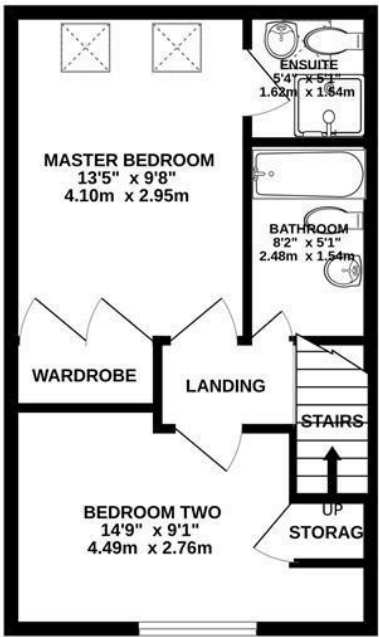 ENSUITE
5'4" x 5'1"
1.62m x 1.54m
MASTER BEDROOM
13'5" x 9'8"
4.10m x 2.95m
BATHROOM
8'2" x 5'1"
2.48m x 1.54m
WARDROBE
LANDING
STAIRS
UP
STORAG
BEDROOM TWO
14'9" x 9'1"
4.49m x 2.76m